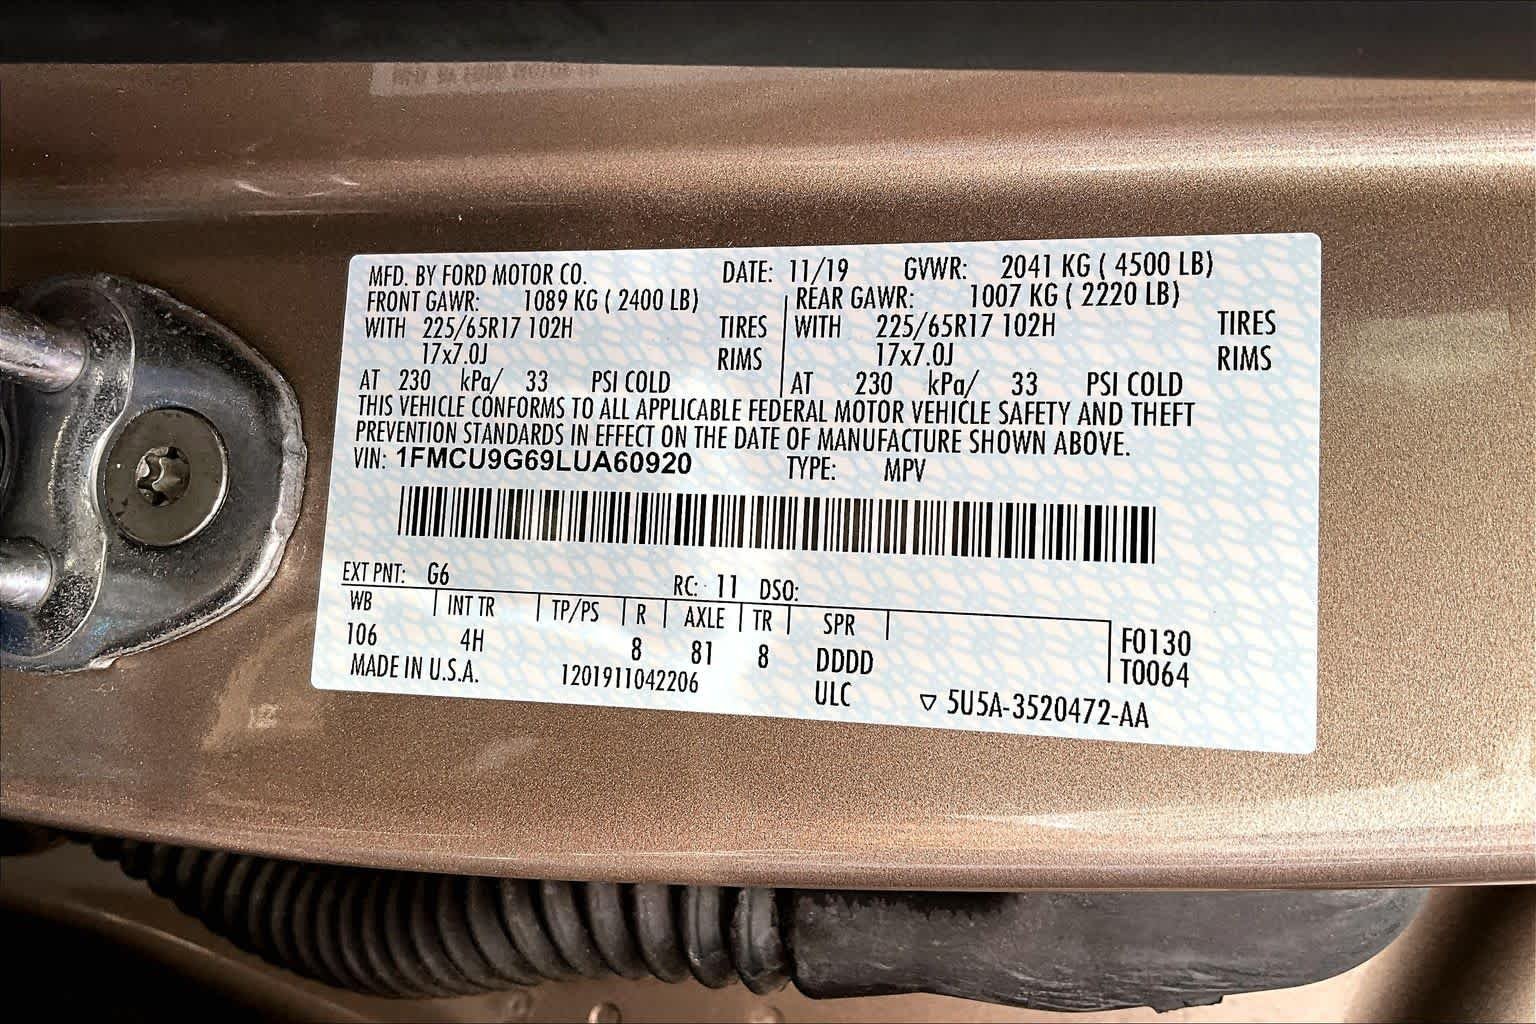 MFD. BY FORD MOTOR CO. DATE: 11/19 GVWR: 2041 KG ( 4500 LB)
FRONT GAWR: 1089 KG ( 2400 LB) REAR GAWR: 1007 KG ( 2220 LB)
WITH 225/65R17 102H TIRES WITH 225/65R17 102H TIRES
17x7.0J RIMS 17x7.0J RIMS
AT 230 kPa/ 33 PSI COLD AT 230 kPa/ 33 PSI COLD
THIS VEHICLE CONFORMS TO ALL APPLICABLE FEDERAL MOTOR VEHICLE SAFETY AND THEFT
PREVENTION STANDARDS IN EFFECT ON THE DATE OF MANUFACTURE SHOWN ABOVE.
VIN: 1FMCU9G69LUA60920 TYPE: MPV
EXT PNT: G6 RC: 11 DSO:
WB INT TR TP/PS R AXLE TR SPR F0130
106 4H 8 81 8 DDDD T0064
MADE IN U.S.A. 1201911042206 ULC ▽ 5U5A-3520472-AA